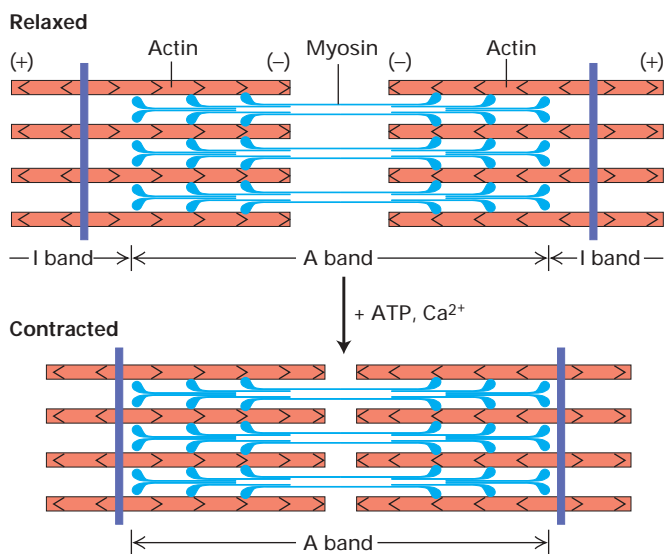 Relaxed
(+) Actin (–) Myosin (–) Actin (+)
I band A band I band
+ ATP, Ca²⁺
Contracted
A band